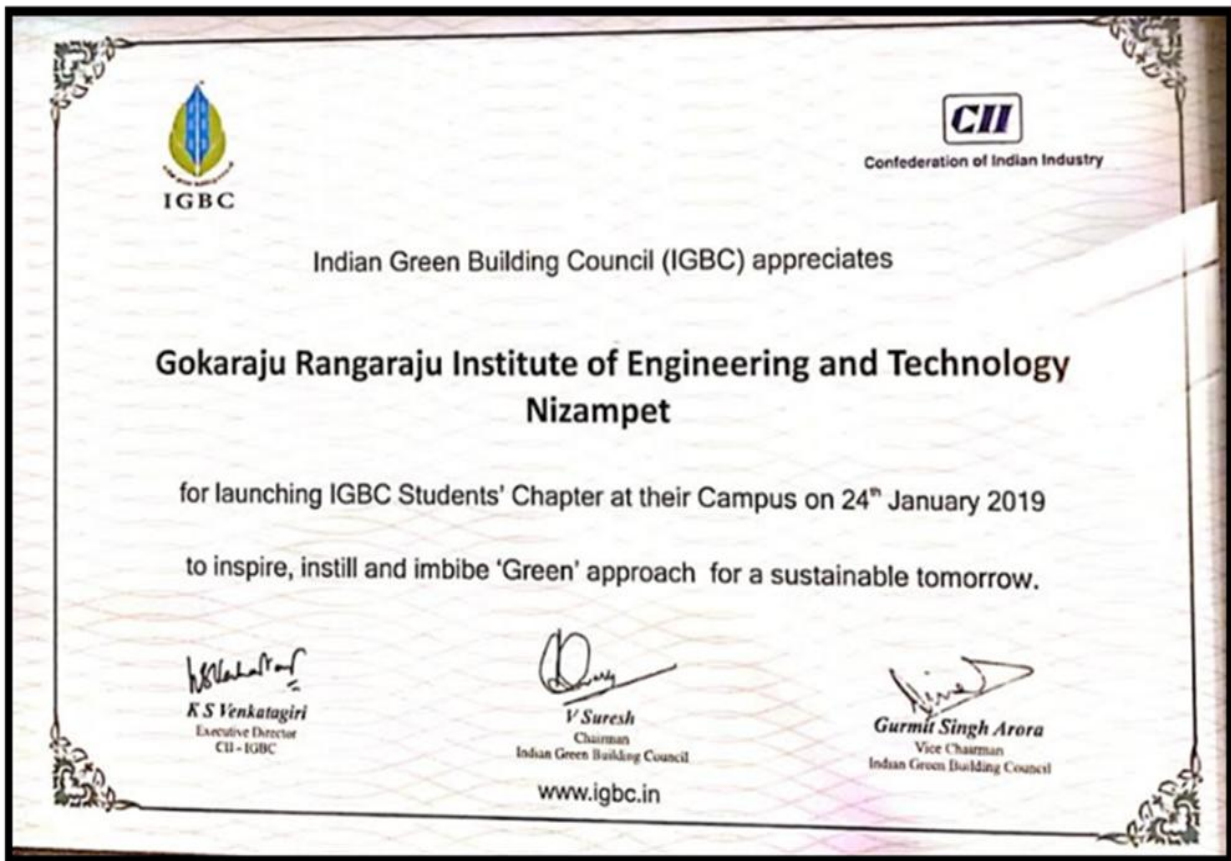 IGBC
CII
Confederation of Indian Industry
Indian Green Building Council (IGBC) appreciates
Gokaraju Rangaraju Institute of Engineering and Technology
Nizampet
for launching IGBC Students' Chapter at their Campus on 24th January 2019
to inspire, instill and imbibe 'Green' approach for a sustainable tomorrow.
K S Venkatagiri
Executive Director
CII - IGBC
V Suresh
Chairman
Indian Green Building Council
Gurmit Singh Arora
Vice Chairman
Indian Green Building Council
www.igbc.in